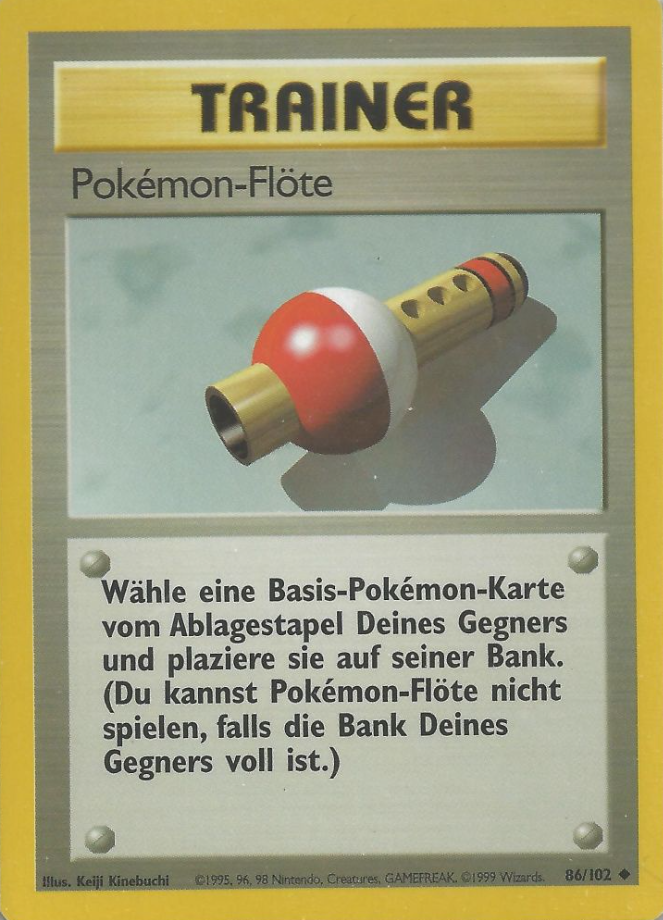 TRAINER
Pokémon-Flöte
Wähle eine Basis-Pokémon-Karte
vom Ablagestapel Deines Gegners
und plaziere sie auf seiner Bank.
(Du kannst Pokémon-Flöte nicht
spielen, falls die Bank Deines
Gegners voll ist.)
Illus. Keiji Kinebuchi ©1995, 96, 98 Nintendo, Creatures, GAMEFREAK. ©1999 Wizards. 86/102 ◆